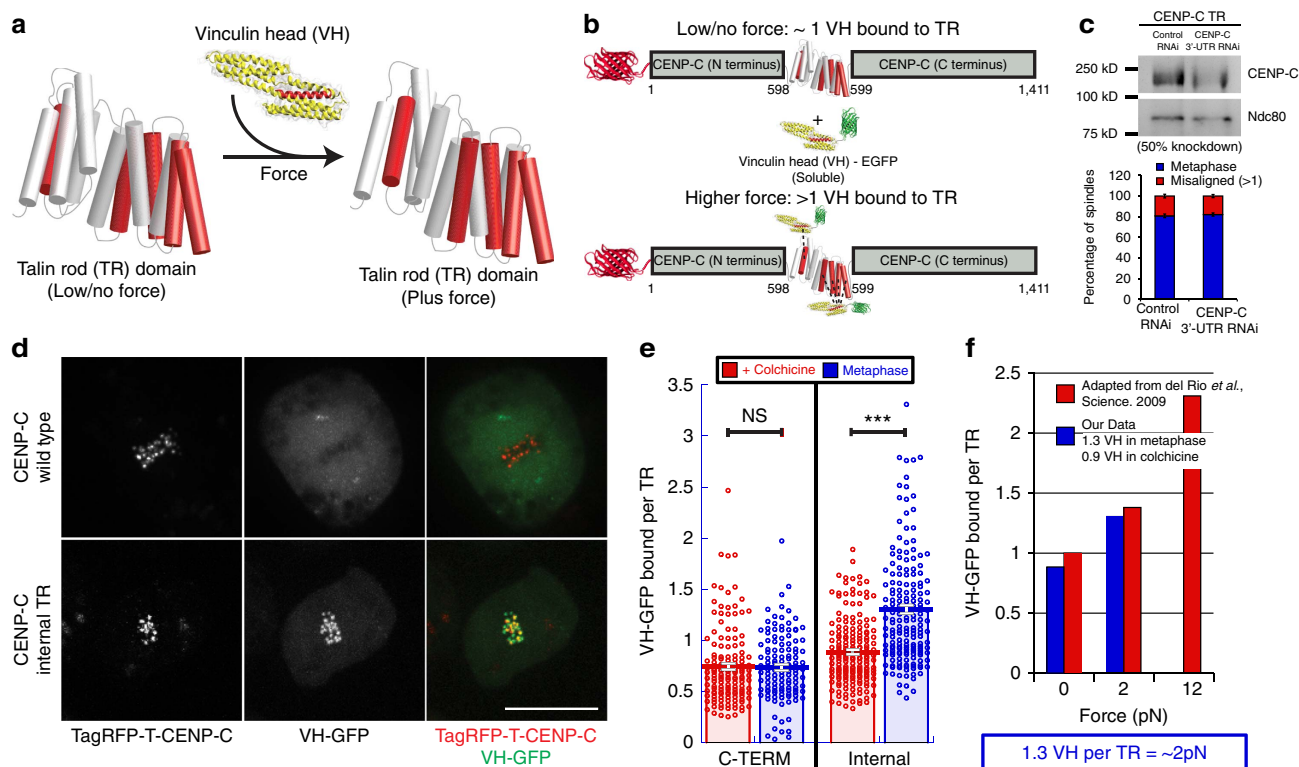 a
Vinculin head (VH)
Force
Talin rod (TR) domain
(Low/no force)
Talin rod (TR) domain
(Plus force)
b
Low/no force: ~ 1 VH bound to TR
CENP-C (N terminus)
CENP-C (C terminus)
1
598
599
1,411
+
Vinculin head (VH) - EGFP
(Soluble)
Higher force: >1 VH bound to TR
CENP-C (N terminus)
CENP-C (C terminus)
1
598
599
1,411
c
CENP-C TR
Control
RNAi
CENP-C
3'-UTR RNAi
250 kD
100 kD
75 kD
CENP-C
Ndc80
(50% knockdown)
Metaphase
Misaligned (>1)
Percentage of spindles
120
100
80
60
40
20
0
Control
RNAi
CENP-C
3'-UTR RNAi
d
CENP-C
wild type
CENP-C
internal TR
TagRFP-T-CENP-C
VH-GFP
TagRFP-T-CENP-C
VH-GFP
e
+ Colchicine
Metaphase
VH-GFP bound per TR
3.5
3
2.5
2
1.5
1
0.5
0
NS
***
C-TERM
Internal
f
VH-GFP bound per TR
2.5
2
1.5
1
0.5
0
Adapted from del Rio et al.,
Science. 2009
Our Data
1.3 VH in metaphase
0.9 VH in colchicine
0
2
12
Force (pN)
1.3 VH per TR = ~2pN